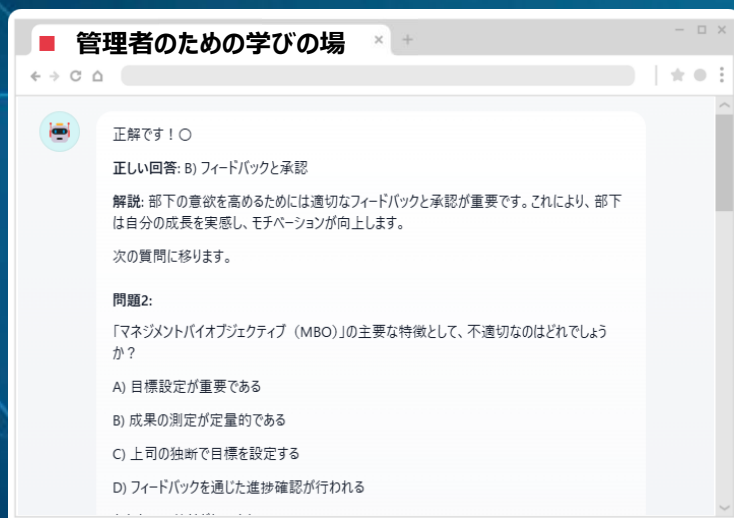 管理者のための学びの場
正解です！〇
正しい回答: B) フィードバックと承認
解説: 部下の意欲を高めるためには適切なフィードバックと承認が重要です。これにより、部下
は自分の成長を実感し、モチベーションが向上します。
次の質問に移ります。
問題2:
「マネジメントバイオブジェクティブ（MBO）」の主要な特徴として、不適切なのはどれでしょう
か？
A) 目標設定が重要である
B) 成果の測定が定量的である
C) 上司の独断で目標を設定する
D) フィードバックを通じた進捗確認が行われる